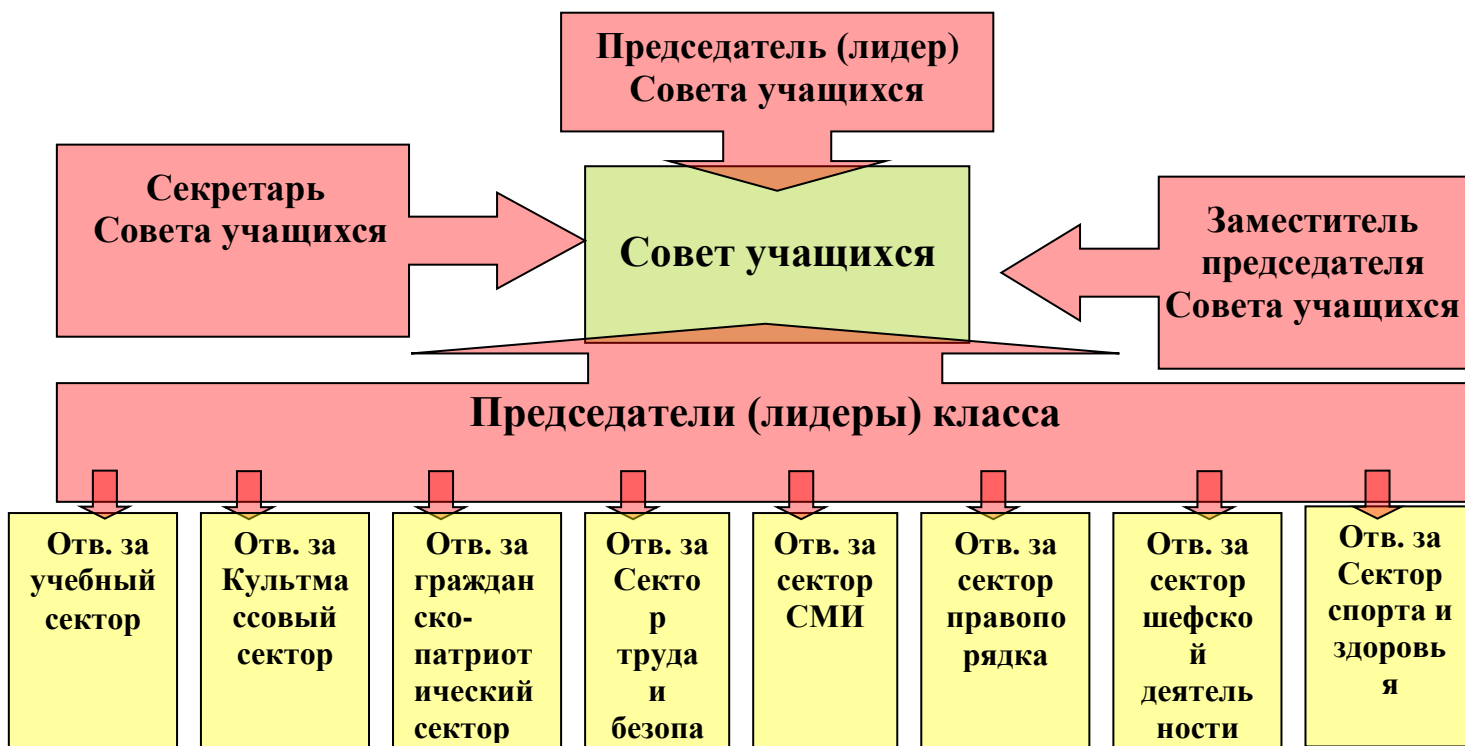 Председатель (лидер)
Совета учащихся
Секретарь
Совета учащихся
Совет учащихся
Заместитель
председателя
Совета учащихся
Председатели (лидеры) класса
Отв. за
учебный
сектор
Отв. за
Культма
ссовый
сектор
Отв. за
граждан
ско-
патриот
ический
сектор
Отв. за
Секто
р
труда
и
безопа
Отв. за
сектор
СМИ
Отв. за
сектор
правопо
рядка
Отв. за
сектор
шефско
й
деятель
ности
Отв. за
Сектор
спорта и
здоровь
я